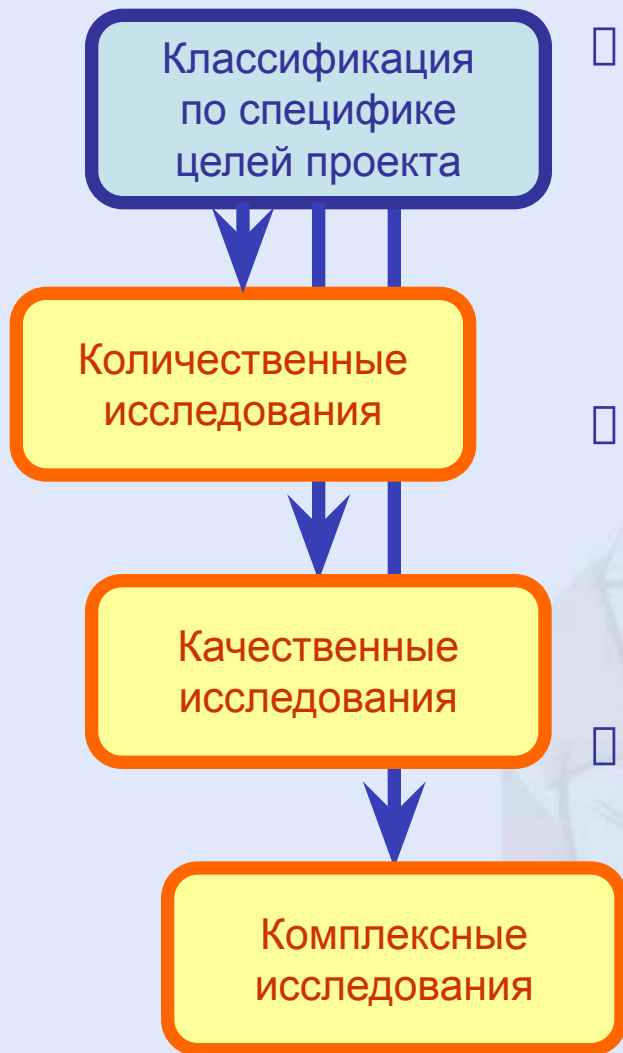 Классификация
по специфике
целей проекта
Количественные
исследования
Качественные
исследования
Комплексные
исследования